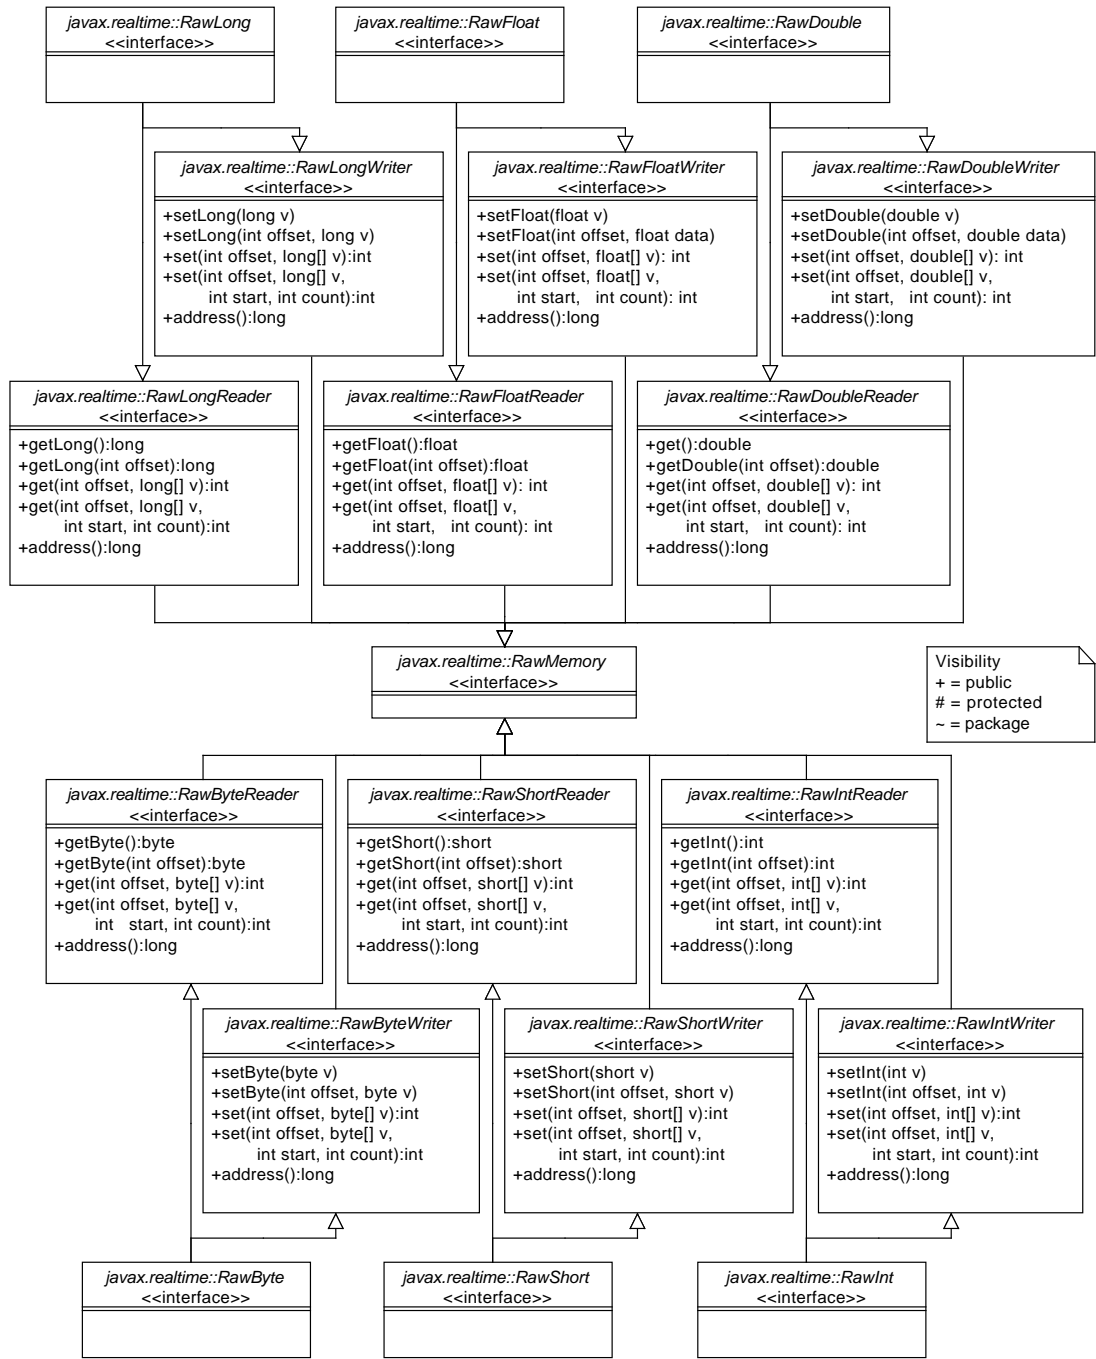 javax.realtime::RawLong
<<interface>>
javax.realtime::RawFloat
<<interface>>
javax.realtime::RawDouble
<<interface>>
javax.realtime::RawLongWriter
<<interface>>
+setLong(long v)
+setLong(int offset, long v)
+set(int offset, long[] v):int
+set(int offset, long[] v,
int start, int count):int
+address():long
javax.realtime::RawFloatWriter
<<interface>>
+setFloat(float v)
+setFloat(int offset, float data)
+set(int offset, float[] v): int
+set(int offset, float[] v,
int start, int count): int
+address():long
javax.realtime::RawDoubleWriter
<<interface>>
+setDouble(double v)
+setDouble(int offset, double data)
+set(int offset, double[] v): int
+set(int offset, double[] v,
int start, int count): int
+address():long
javax.realtime::RawLongReader
<<interface>>
+getLong():long
+getLong(int offset):long
+get(int offset, long[] v):int
+get(int offset, long[] v,
int start, int count):int
+address():long
javax.realtime::RawFloatReader
<<interface>>
+getFloat():float
+getFloat(int offset):float
+get(int offset, float[] v): int
+get(int offset, float[] v,
int start, int count): int
+address():long
javax.realtime::RawDoubleReader
<<interface>>
+get():double
+getDouble(int offset):double
+get(int offset, double[] v): int
+get(int offset, double[] v,
int start, int count): int
+address():long
javax.realtime::RawMemory
<<interface>>
Visibility
+ = public
# = protected
~ = package
javax.realtime::RawByteReader
<<interface>>
+getByte():byte
+getByte(int offset):byte
+get(int offset, byte[] v):int
+get(int offset, byte[] v,
int start, int count):int
+address():long
javax.realtime::RawShortReader
<<interface>>
+getShort():short
+getShort(int offset):short
+get(int offset, short[] v):int
+get(int offset, short[] v,
int start, int count):int
+address():long
javax.realtime::RawIntReader
<<interface>>
+getInt():int
+getInt(int offset):int
+get(int offset, int[] v):int
+get(int offset, int[] v,
int start, int count):int
+address():long
javax.realtime::RawByteWriter
<<interface>>
+setByte(byte v)
+setByte(int offset, byte v)
+set(int offset, byte[] v):int
+set(int offset, byte[] v,
int start, int count):int
+address():long
javax.realtime::RawShortWriter
<<interface>>
+setShort(short v)
+setShort(int offset, short v)
+set(int offset, short[] v):int
+set(int offset, short[] v,
int start, int count):int
+address():long
javax.realtime::RawIntWriter
<<interface>>
+setInt(int v)
+setInt(int offset, int v)
+set(int offset, int[] v):int
+set(int offset, int[] v,
int start, int count):int
+address():long
javax.realtime::RawByte
<<interface>>
javax.realtime::RawShort
<<interface>>
javax.realtime::RawInt
<<interface>>